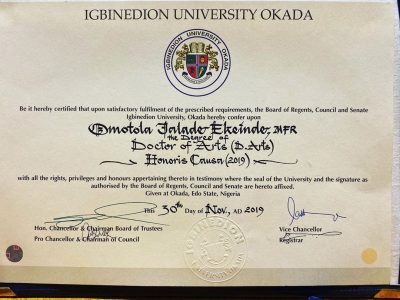 IGBINEDION UNIVERSITY OKADA
Be it hereby certified that upon satisfactory fulfilment of the prescribed requirements, the Board of Regents, Council and Senate
Igbinedion University, Okada hereby confer upon
Omotola Jalade Ekeinde, MFR
the Degree of
Doctor of Arts (D.Arts)
Honoris Causa (2019)
with all the rights, privileges and honours appertaining thereto in testimony where the seal of the University and the signature as
authorised by the Board of Regents, Council and Senate are hereby affixed.
Given at Okada, Edo State, Nigeria
This 30th Day of Nov., AD 2019
Hon. Chancellor & Chairman Board of Trustees
Pro Chancellor & Chairman of Council
Vice Chancellor
Registrar
IGBINEDION